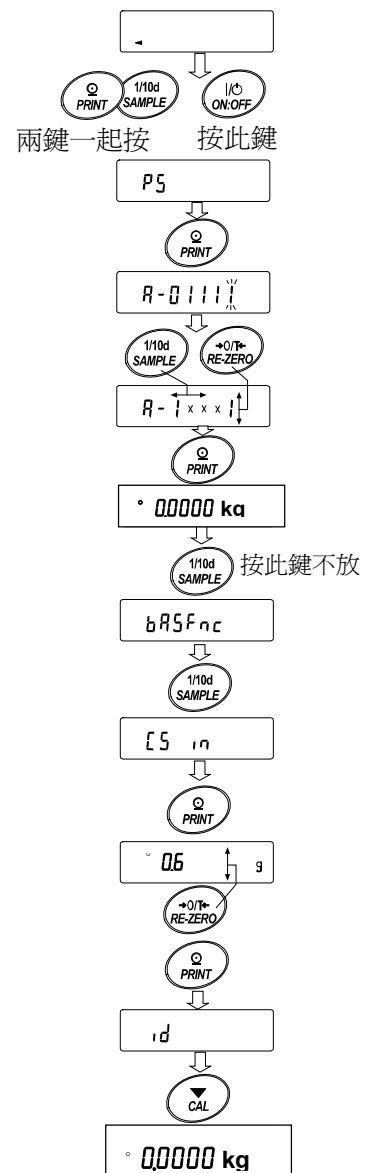 PRINT 1/10d SAMPLE I/ ON:OFF
兩鍵一起按 按此鍵
PS
PRINT
A-01111
1/10d SAMPLE →0/T← RE-ZERO
A-1xxx1
PRINT
0.0000 kg
1/10d SAMPLE 按此鍵不放
bASFnc
1/10d SAMPLE
CS in
PRINT
0.6 g
→0/T← RE-ZERO
PRINT
id
CAL
0.0000 kg